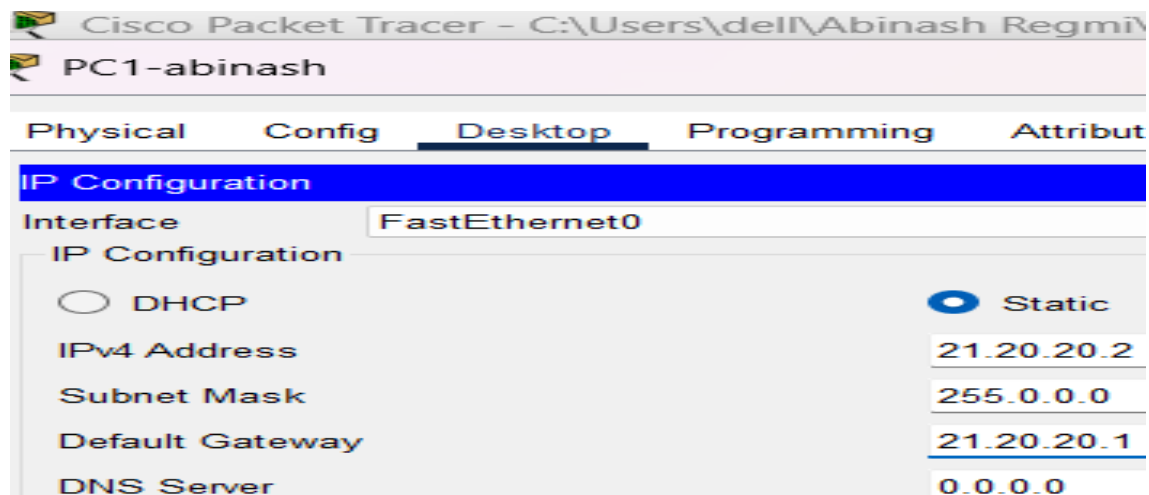 Cisco Packet Tracer - C:\Users\dell\Abinash Regmi\
PC1-abinash
Physical Config Desktop Programming Attribut
IP Configuration
Interface FastEthernet0
IP Configuration
DHCP Static
IPv4 Address 21.20.20.2
Subnet Mask 255.0.0.0
Default Gateway 21.20.20.1
DNS Server 0.0.0.0